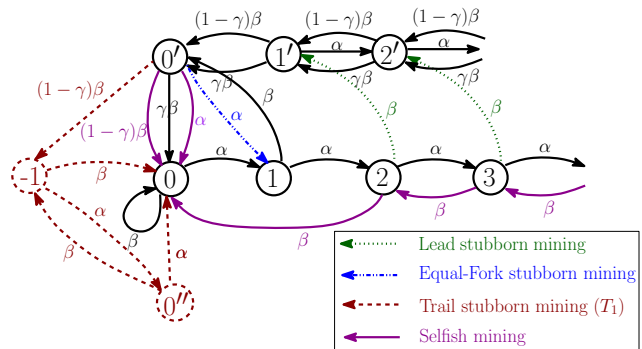 (1 − γ)β (1 − γ)β (1 − γ)β
0′ α 1′ α 2′ α
γβ γβ γβ
(1 − γ)β
(1 − γ)β γβ α α β β β
-1 β 0 α 1 α 2 α 3 α
α β β β β
β α
0″
Lead stubborn mining
Equal-Fork stubborn mining
Trail stubborn mining (T₁)
Selfish mining